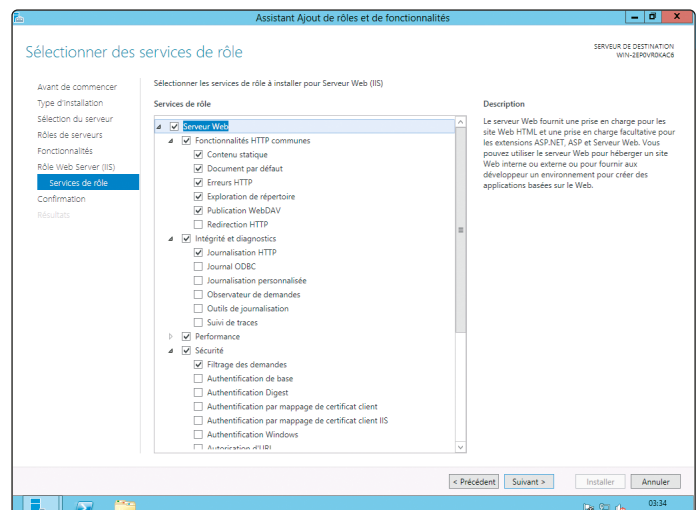 Assistant Ajout de rôles et de fonctionnalités
Sélectionner des services de rôle
SERVEUR DE DESTINATION
WIN-2EP0VR0KAC6
Avant de commencer
Type d'installation
Sélection du serveur
Rôles de serveurs
Fonctionnalités
Rôle Web Server (IIS)
Services de rôle
Confirmation
Résultats
Sélectionner les services de rôle à installer pour Serveur Web (IIS)
Services de rôle
Serveur Web
Fonctionnalités HTTP communes
Contenu statique
Document par défaut
Erreurs HTTP
Exploration de répertoire
Publication WebDAV
Redirection HTTP
Intégrité et diagnostics
Journalisation HTTP
Journal ODBC
Journalisation personnalisée
Observateur de demandes
Outils de journalisation
Suivi de traces
Performance
Sécurité
Filtrage des demandes
Authentification de base
Authentification Digest
Authentification par mappage de certificat client
Authentification par mappage de certificat client IIS
Authentification Windows
Autorisation d'URL
Description
Le serveur Web fournit une prise en charge pour les
site Web HTML et une prise en charge facultative pour
les extensions ASP.NET, ASP et Serveur Web. Vous
pouvez utiliser le serveur Web pour héberger un site
Web interne ou externe ou pour fournir aux
développeur un environnement pour créer des
applications basées sur le Web.
< Précédent
Suivant >
Installer
Annuler
03:34